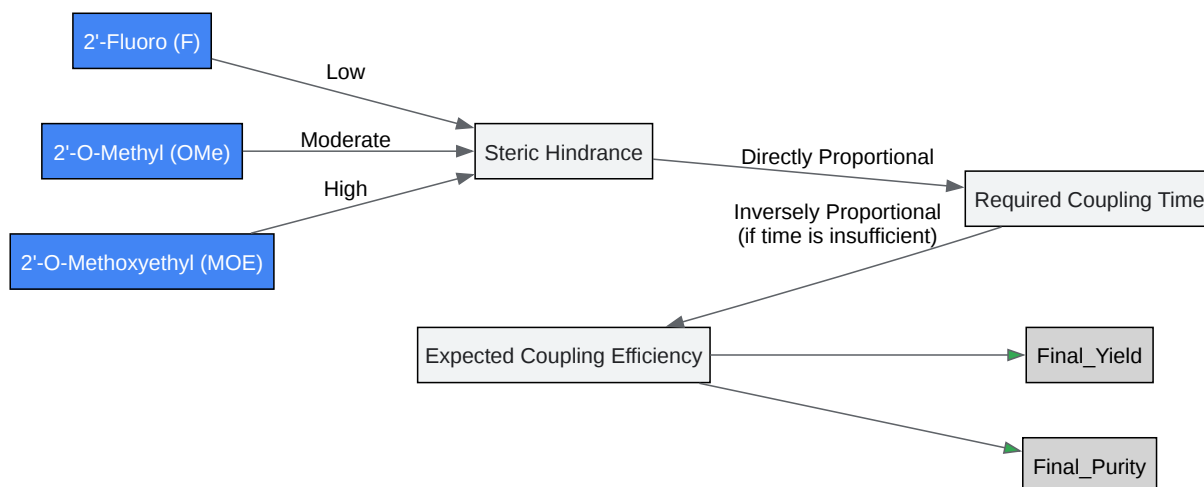 2'-Fluoro (F)
Low
2'-O-Methyl (OMe)
Moderate
Steric Hindrance
High
2'-O-Methoxyethyl (MOE)
Directly Proportional
Required Coupling Time
Inversely Proportional
(if time is insufficient)
Expected Coupling Efficiency
Final_Yield
Final_Purity